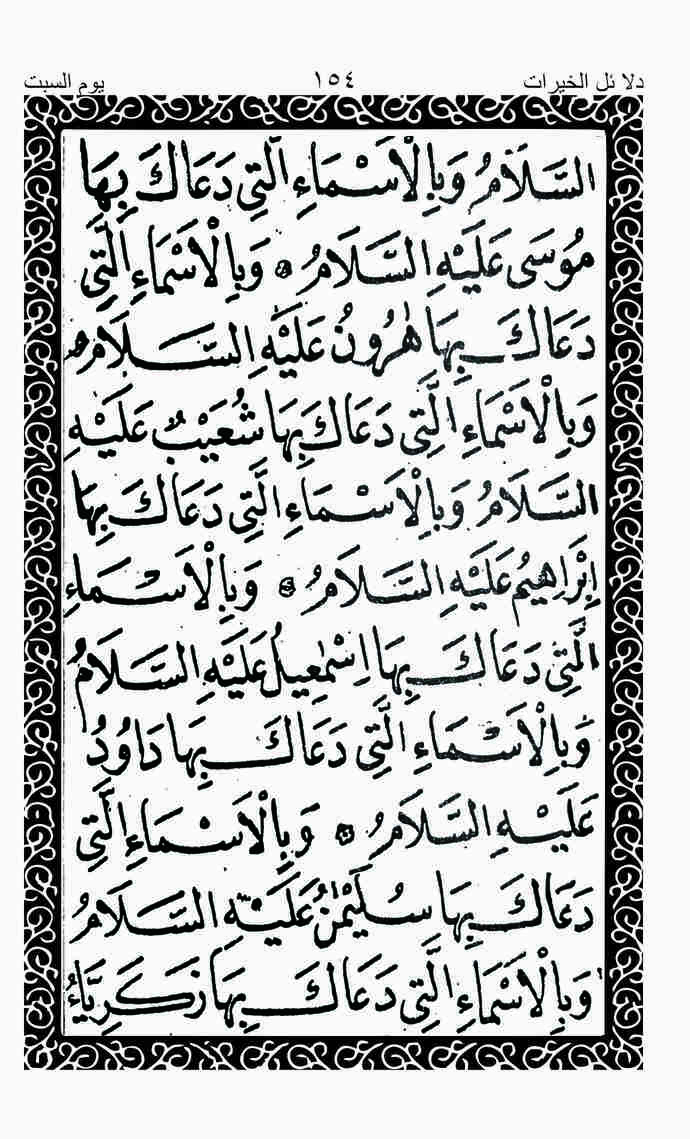 دلائل الخيرات ١٥٤ يوم السبت
السَّلَامُ وَبِالْأَسْمَاءِ الَّتِي دَعَاكَ بِهَا
مُوسَى عَلَيْهِ السَّلَامُ ۞ وَبِالْأَسْمَاءِ الَّتِي
دَعَاكَ بِهَا هٰرُونُ عَلَيْهِ السَّلَامُ
وَبِالْأَسْمَاءِ الَّتِي دَعَاكَ بِهَا شُعَيْبٌ عَلَيْهِ
السَّلَامُ وَبِالْأَسْمَاءِ الَّتِي دَعَاكَ بِهَا
إِبْرَاهِيمُ عَلَيْهِ السَّلَامُ ۞ وَبِالْأَسْمَاءِ
الَّتِي دَعَاكَ بِهَا اِسْمٰعِيلُ عَلَيْهِ السَّلَامُ
وَبِالْأَسْمَاءِ الَّتِي دَعَاكَ بِهَا دَاوُدُ
عَلَيْهِ السَّلَامُ ۞ وَبِالْأَسْمَاءِ الَّتِي
دَعَاكَ بِهَا سُلَيْمٰنُ عَلَيْهِ السَّلَامُ
وَبِالْأَسْمَاءِ الَّتِي دَعَاكَ بِهَا زَكَرِيَّاءُ